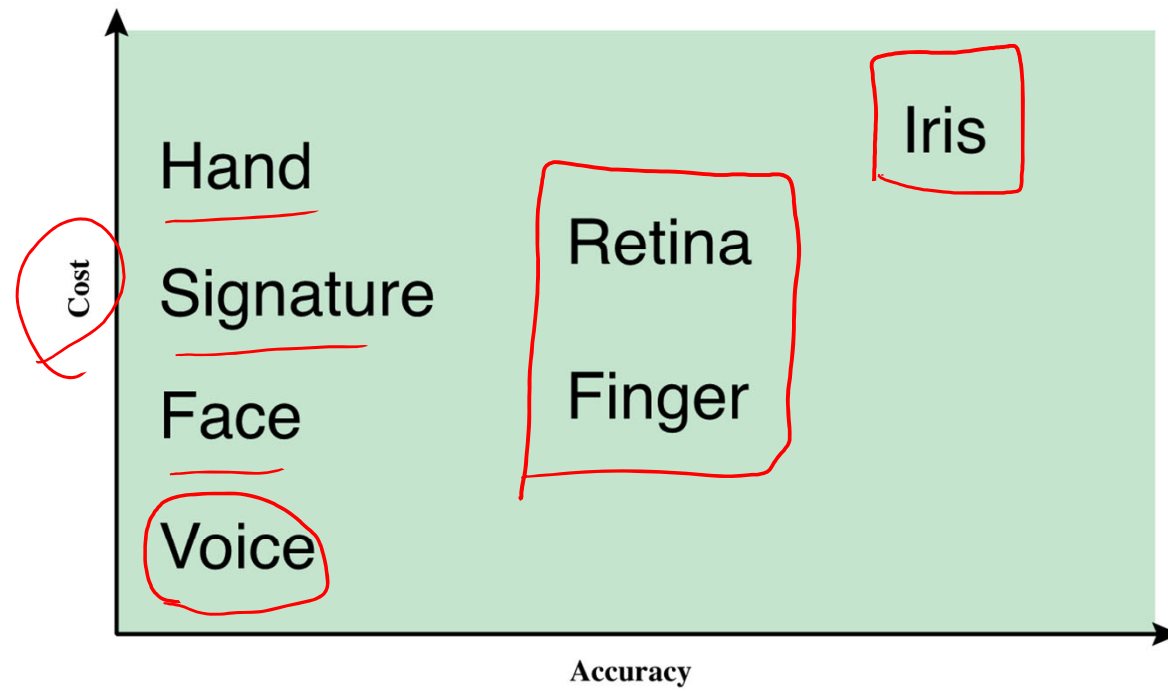 Iris
Hand
Retina
Signature
Cost
Finger
Face
Voice
Accuracy